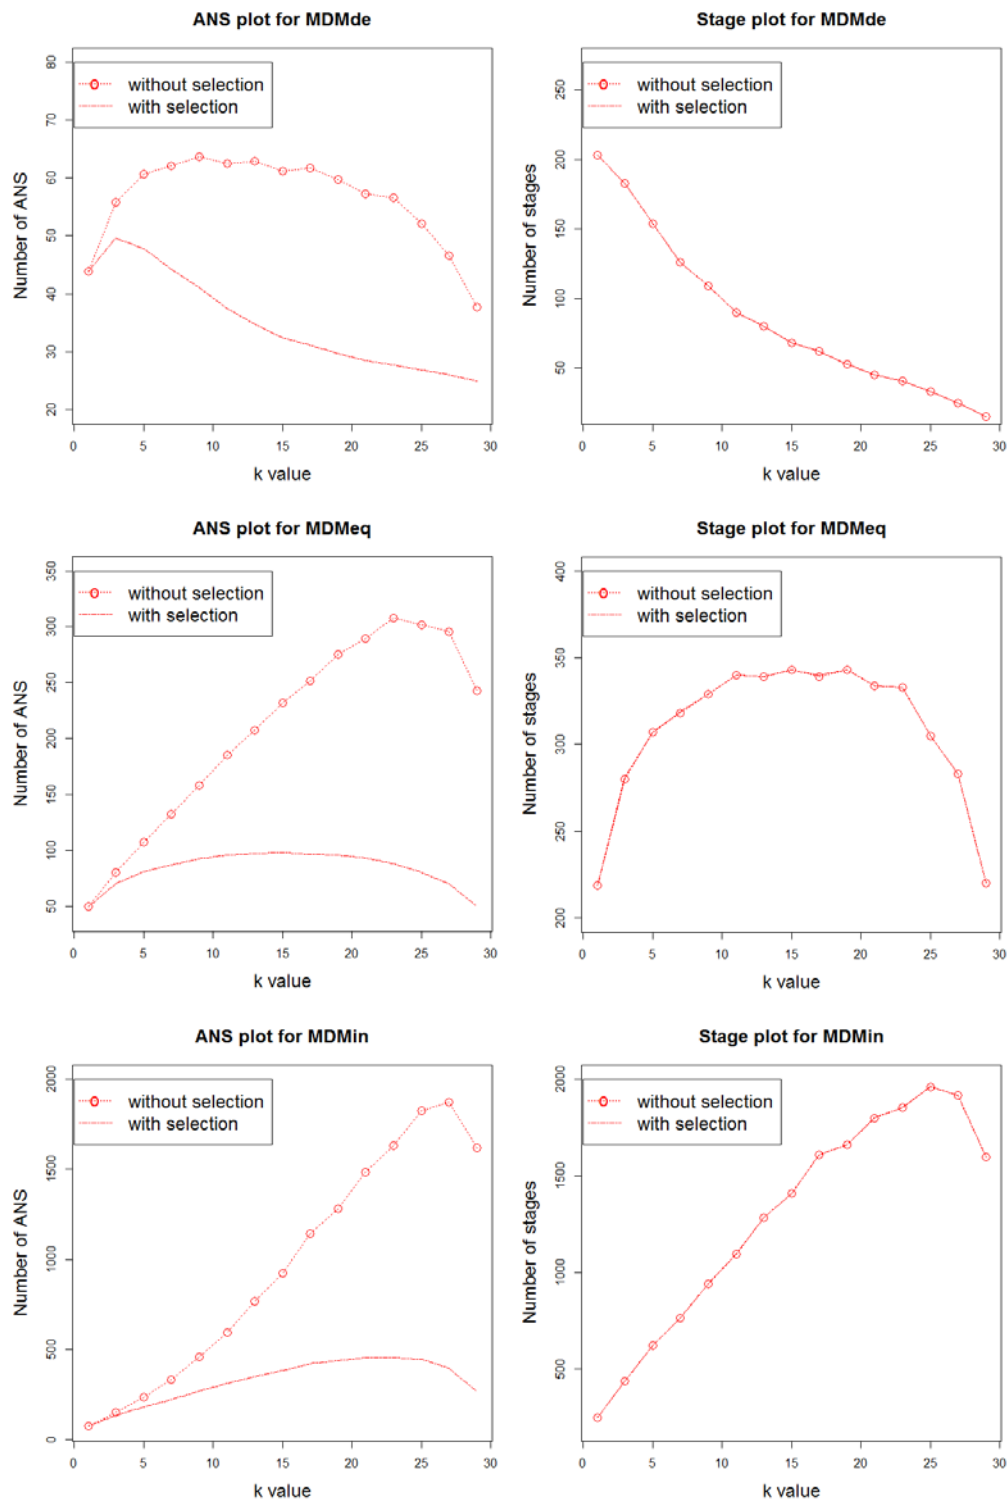 ANS plot for MDMde
Number of ANS
80
70
60
50
40
30
20
without selection
with selection
0 5 10 15 20 25 30
k value
Stage plot for MDMde
Number of stages
250
200
150
100
50
without selection
with selection
0 5 10 15 20 25 30
k value
ANS plot for MDMeq
Number of ANS
350
300
250
200
150
100
50
without selection
with selection
0 5 10 15 20 25 30
k value
Stage plot for MDMeq
Number of stages
400
350
300
250
200
without selection
with selection
0 5 10 15 20 25 30
k value
ANS plot for MDMin
Number of ANS
2000
1500
1000
500
0
without selection
with selection
0 5 10 15 20 25 30
k value
Stage plot for MDMin
Number of stages
2000
1500
1000
500
without selection
with selection
0 5 10 15 20 25 30
k values